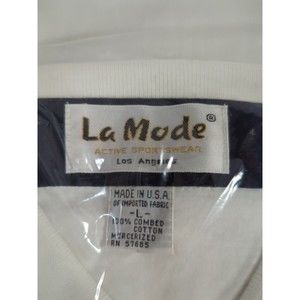 La Mode®
ACTIVE SPORTSWEAR
Los Angeles
MADE IN U.S.A
OF IMPORTED FABRIC
-L-
100% COMBED
COTTON
MERCERIZED
RN 57685